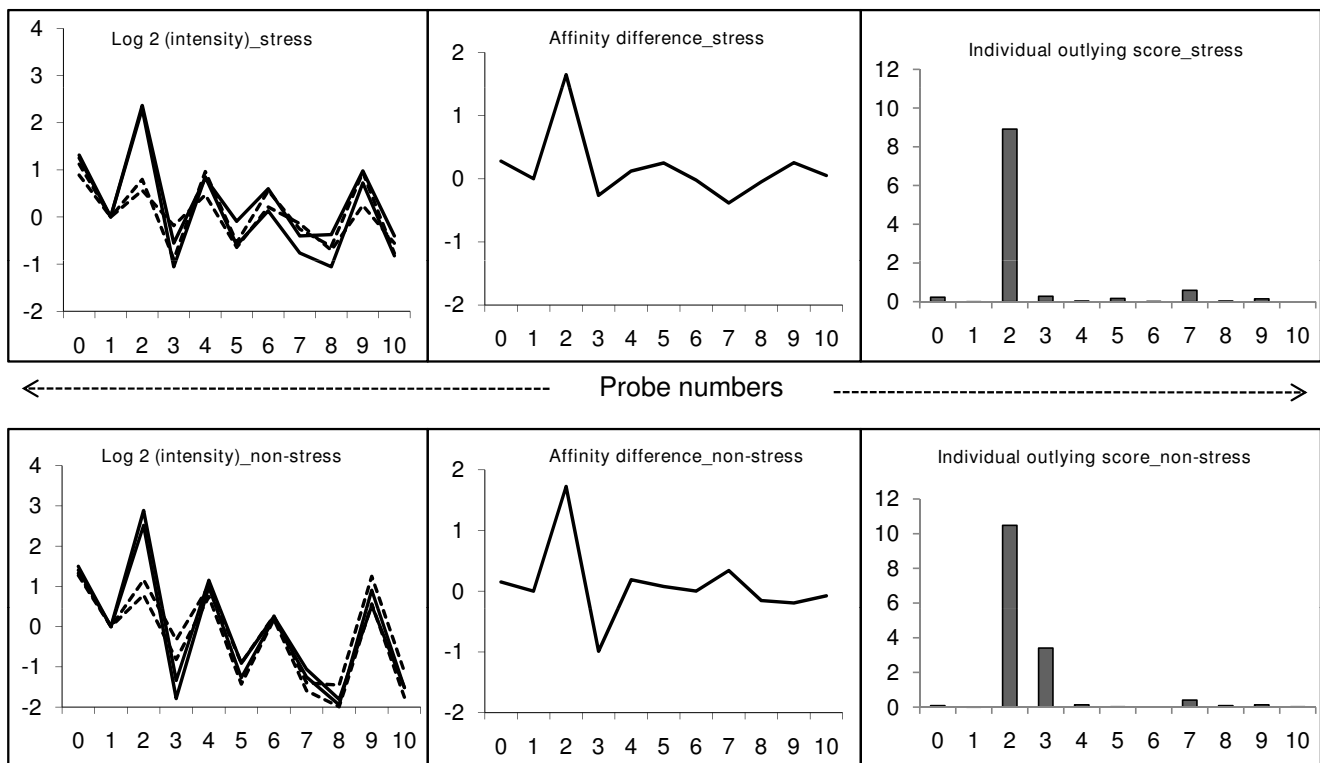 Log 2 (intensity)_stress
4
3
2
1
0
-1
-2
0 1 2 3 4 5 6 7 8 9 10
Affinity difference_stress
2
1
0
-1
-2
0 1 2 3 4 5 6 7 8 9 10
Individual outlying score_stress
12
10
8
6
4
2
0
0 1 2 3 4 5 6 7 8 9 10
Probe numbers
Log 2 (intensity)_non-stress
4
3
2
1
0
-1
-2
0 1 2 3 4 5 6 7 8 9 10
Affinity difference_non-stress
2
1
0
-1
-2
0 1 2 3 4 5 6 7 8 9 10
Individual outlying score_non-stress
12
10
8
6
4
2
0
0 1 2 3 4 5 6 7 8 9 10